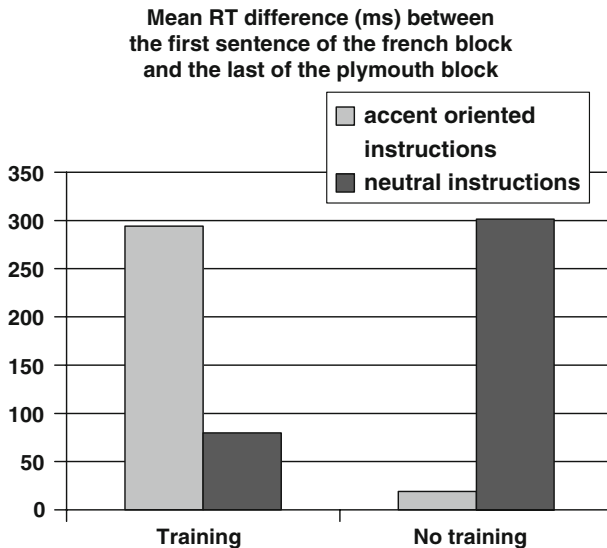 Mean RT difference (ms) between
the first sentence of the french block
and the last of the plymouth block
accent oriented
instructions
neutral instructions
350
300
250
200
150
100
50
0
Training
No training